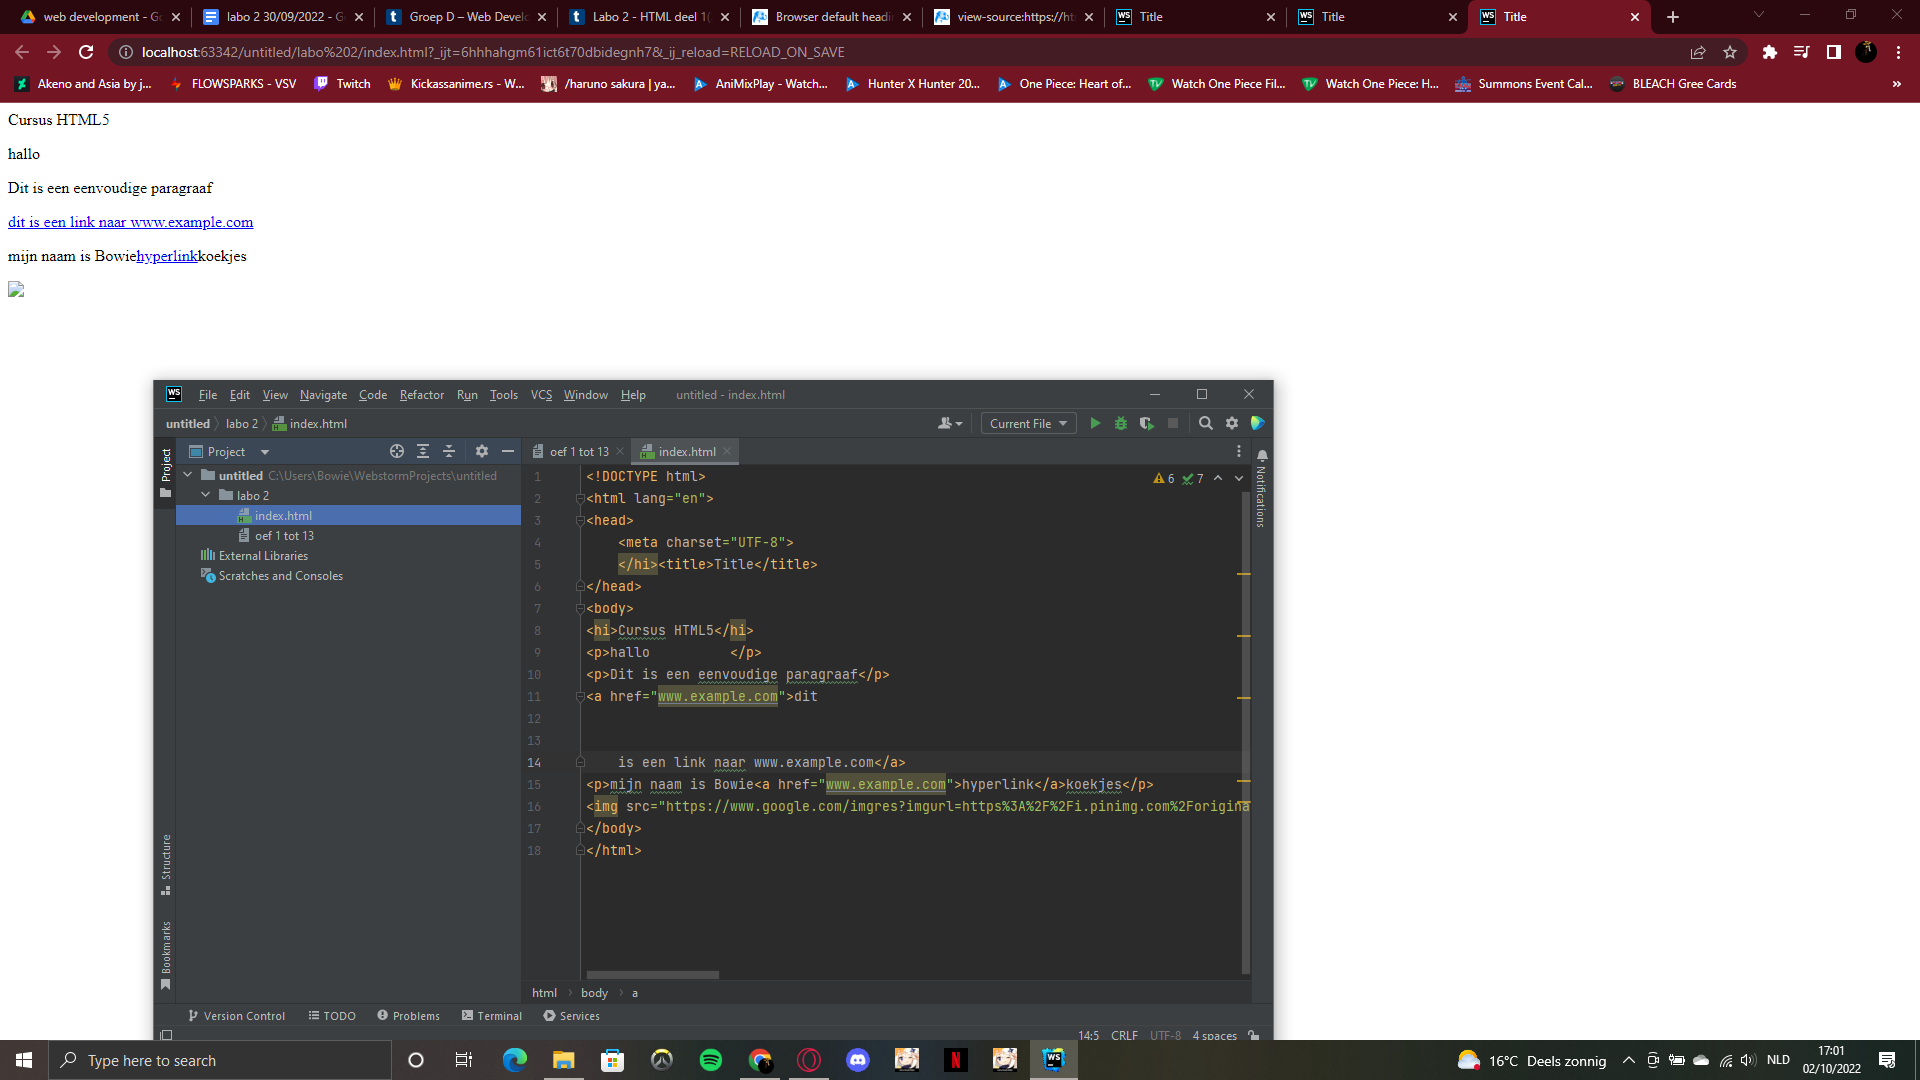 web development - Go
labo 2 30/09/2022 - G
Groep D – Web Devel
Labo 2 - HTML deel 1(
Browser default headi
view-source:https://ht
Title
Title
Title
localhost:63342/untitled/labo%202/index.html?_ijt=6hhhahgm61ict6t70dbidegnh7&_ij_reload=RELOAD_ON_SAVE
Akeno and Asia by j...
FLOWSPARKS - VSV
Twitch
Kickassanime.rs - W...
/haruno sakura | ya...
AniMixPlay - Watch...
Hunter X Hunter 20...
One Piece: Heart of...
Watch One Piece Fil...
Watch One Piece: H...
Summons Event Cal...
BLEACH Gree Cards
»
Cursus HTML5
hallo
Dit is een eenvoudige paragraaf
dit is een link naar www.example.com
mijn naam is Bowiehyperlinkkoekjes
WS File Edit View Navigate Code Refactor Run Tools VCS Window Help untitled - index.html
untitled labo 2 index.html
Current File
Project
Project
oef 1 tot 13
index.html
untitled C:\Users\Bowie\WebstormProjects\untitled
labo 2
index.html
oef 1 tot 13
External Libraries
Scratches and Consoles
6 7
Notifications
1 <!DOCTYPE html>
2 <html lang="en">
3 <head>
4 <meta charset="UTF-8">
5 </hi><title>Title</title>
6 </head>
7 <body>
8 <hi>Cursus HTML5</hi>
9 <p>hallo          </p>
10 <p>Dit is een eenvoudige paragraaf</p>
11 <a href="www.example.com">dit
12
13
14 is een link naar www.example.com</a>
15 <p>mijn naam is Bowie<a href="www.example.com">hyperlink</a>koekjes</p>
16 <img src="https://www.google.com/imgres?imgurl=https%3A%2F%2Fi.pinimg.com%2Forigina
17 </body>
18 </html>
Structure
Bookmarks
html body a
Version Control TODO Problems Terminal Services
14:5 CRLF UTF-8 4 spaces
Type here to search
16°C Deels zonnig
NLD
17:01
02/10/2022